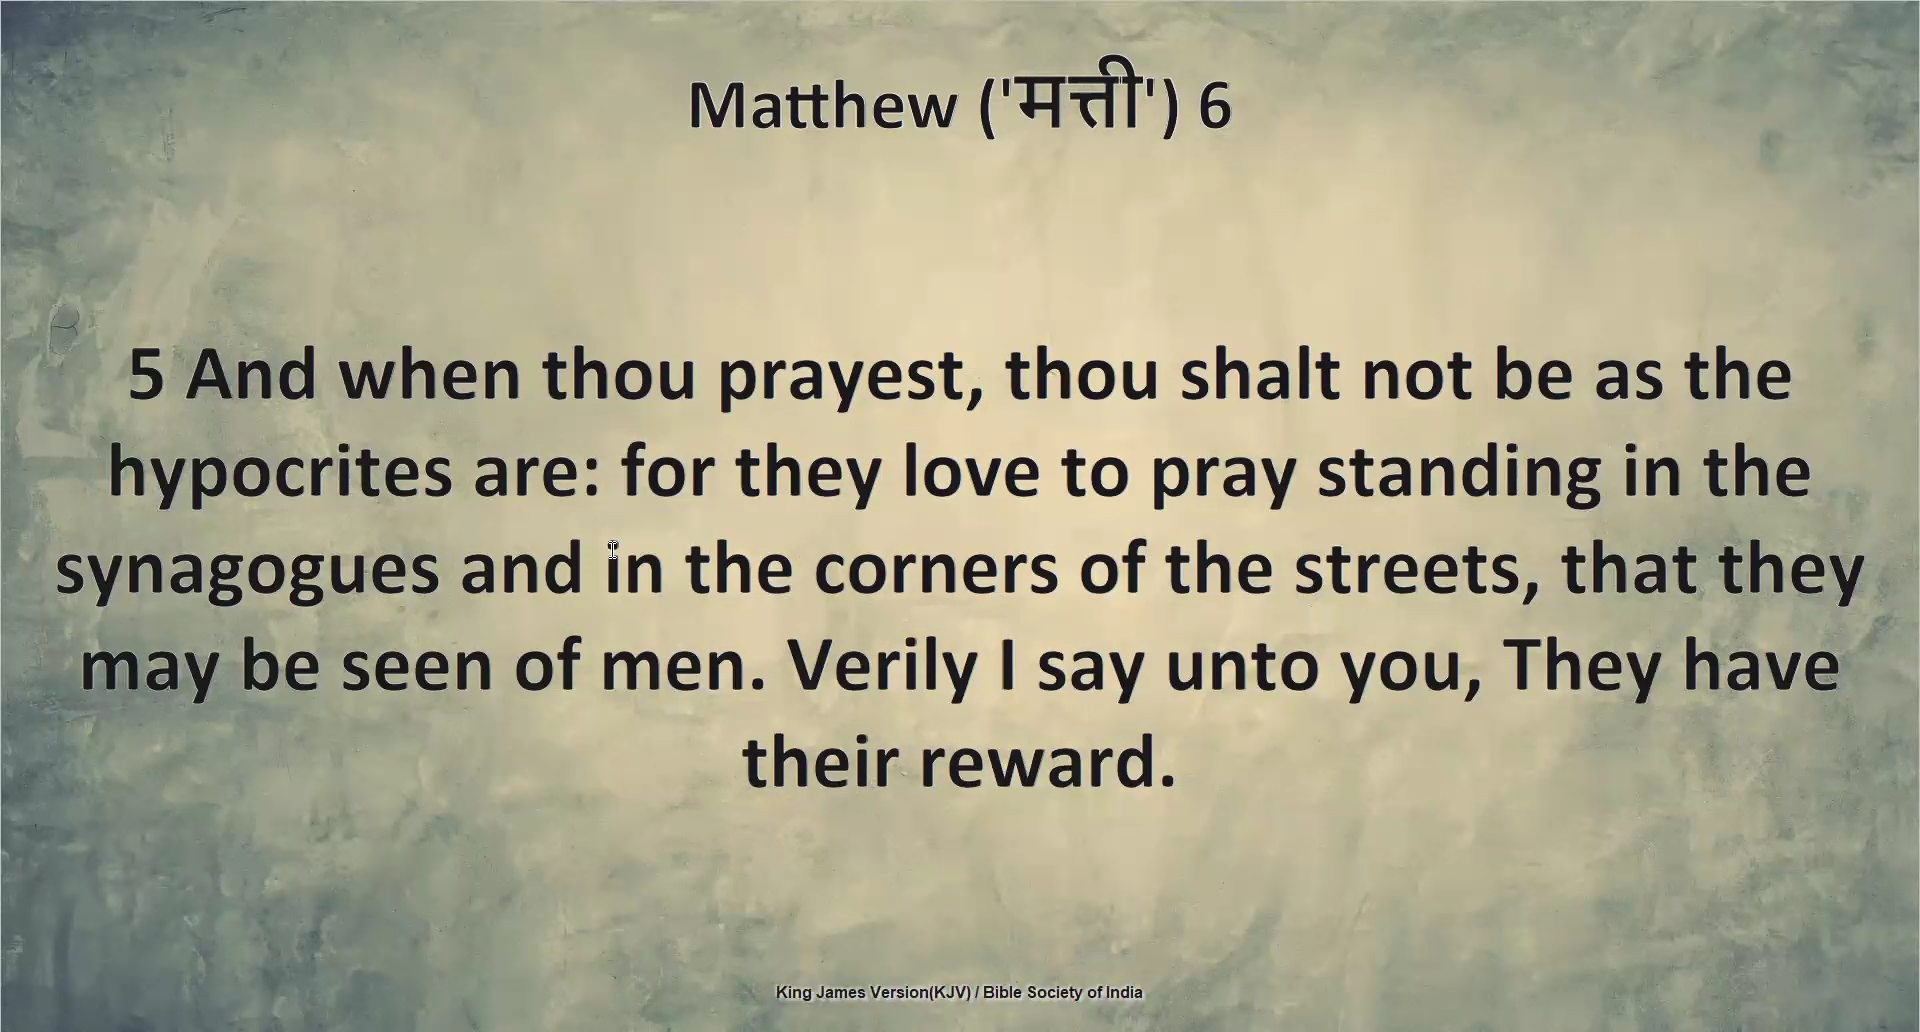 Matthew ('मत्ती') 6
5 And when thou prayest, thou shalt not be as the
hypocrites are: for they love to pray standing in the
synagogues and in the corners of the streets, that they
may be seen of men. Verily I say unto you, They have
their reward.
King James Version(KJV) / Bible Society of India